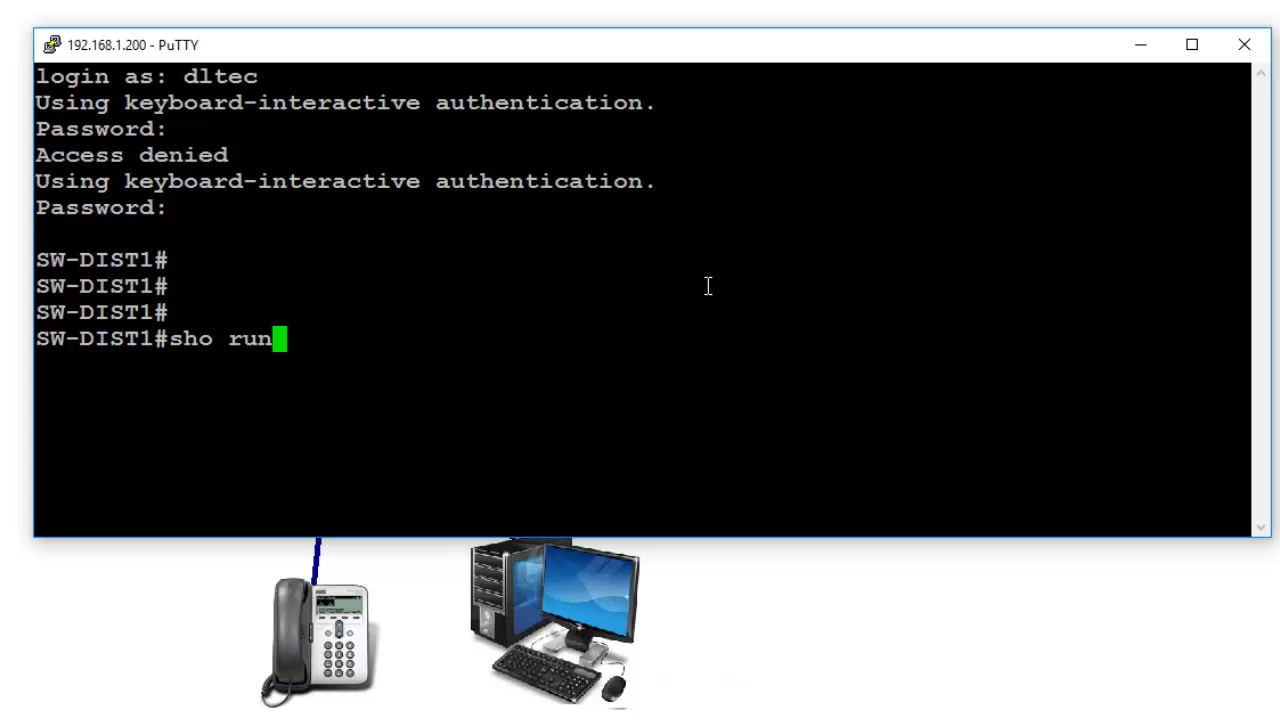 192.168.1.200 - PuTTY
login as: dltec
Using keyboard-interactive authentication.
Password:
Access denied
Using keyboard-interactive authentication.
Password:
SW-DIST1#
SW-DIST1#
SW-DIST1#
SW-DIST1#sho run